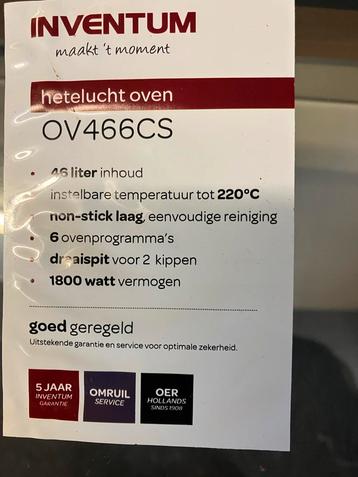 INVENTUM
maakt 't moment
hetelucht oven
OV466CS
• 46 liter inhoud
instelbare temperatuur tot 220°C
• non-stick laag, eenvoudige reiniging
• 6 ovenprogramma's
• draaispit voor 2 kippen
• 1800 watt vermogen
goed geregeld
Uitstekende garantie en service voor optimale zekerheid.
5 JAAR
INVENTUM
GARANTIE
OMRUIL
SERVICE
OER
HOLLANDS
SINDS 1908